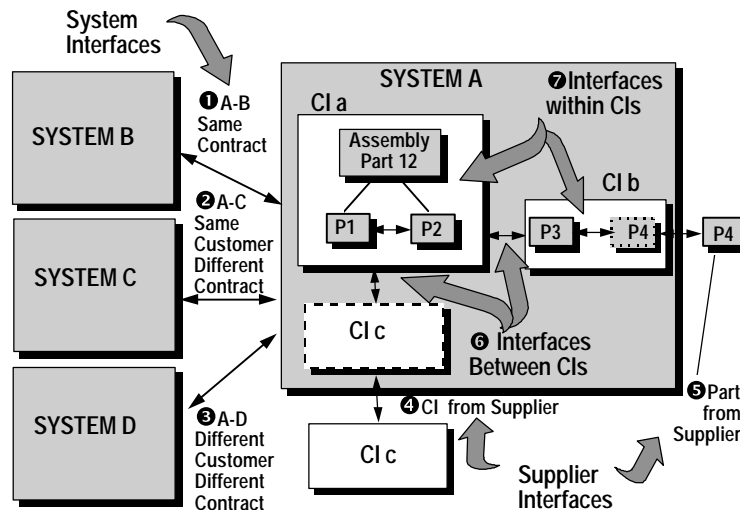 System
Interfaces
SYSTEM B
❶A-B
Same
Contract
❷A-C
Same
Customer
Different
Contract
SYSTEM C
SYSTEM D
❸A-D
Different
Customer
Different
Contract
SYSTEM A
CI a
Assembly
Part 12
P1
P2
❼Interfaces
within CIs
CI b
P3
P4
P4
CI c
❻ Interfaces
Between CIs
❹CI from Supplier
CI c
❺Part
from
Supplier
Supplier
Interfaces